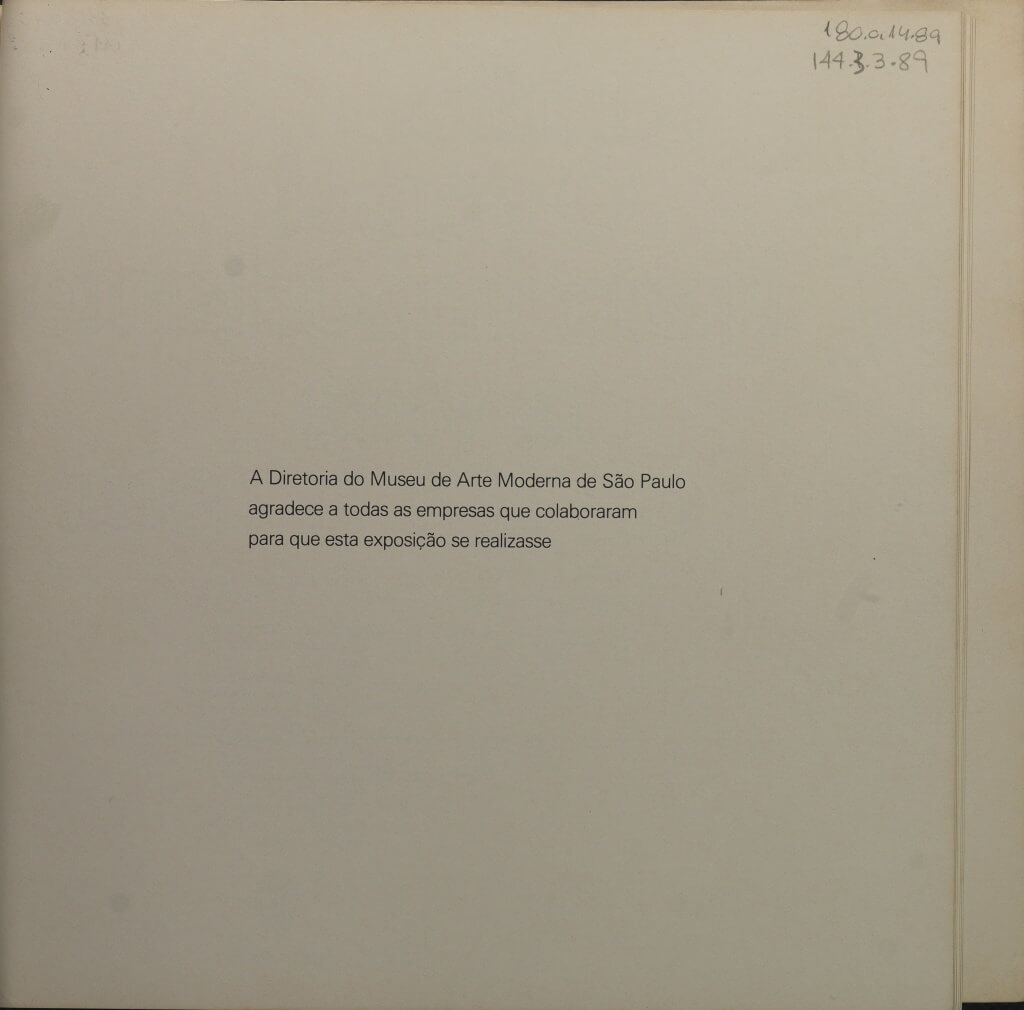 180.a.14.89
144.3.3.89
A Diretoria do Museu de Arte Moderna de São Paulo
agradece a todas as empresas que colaboraram
para que esta exposição se realizasse